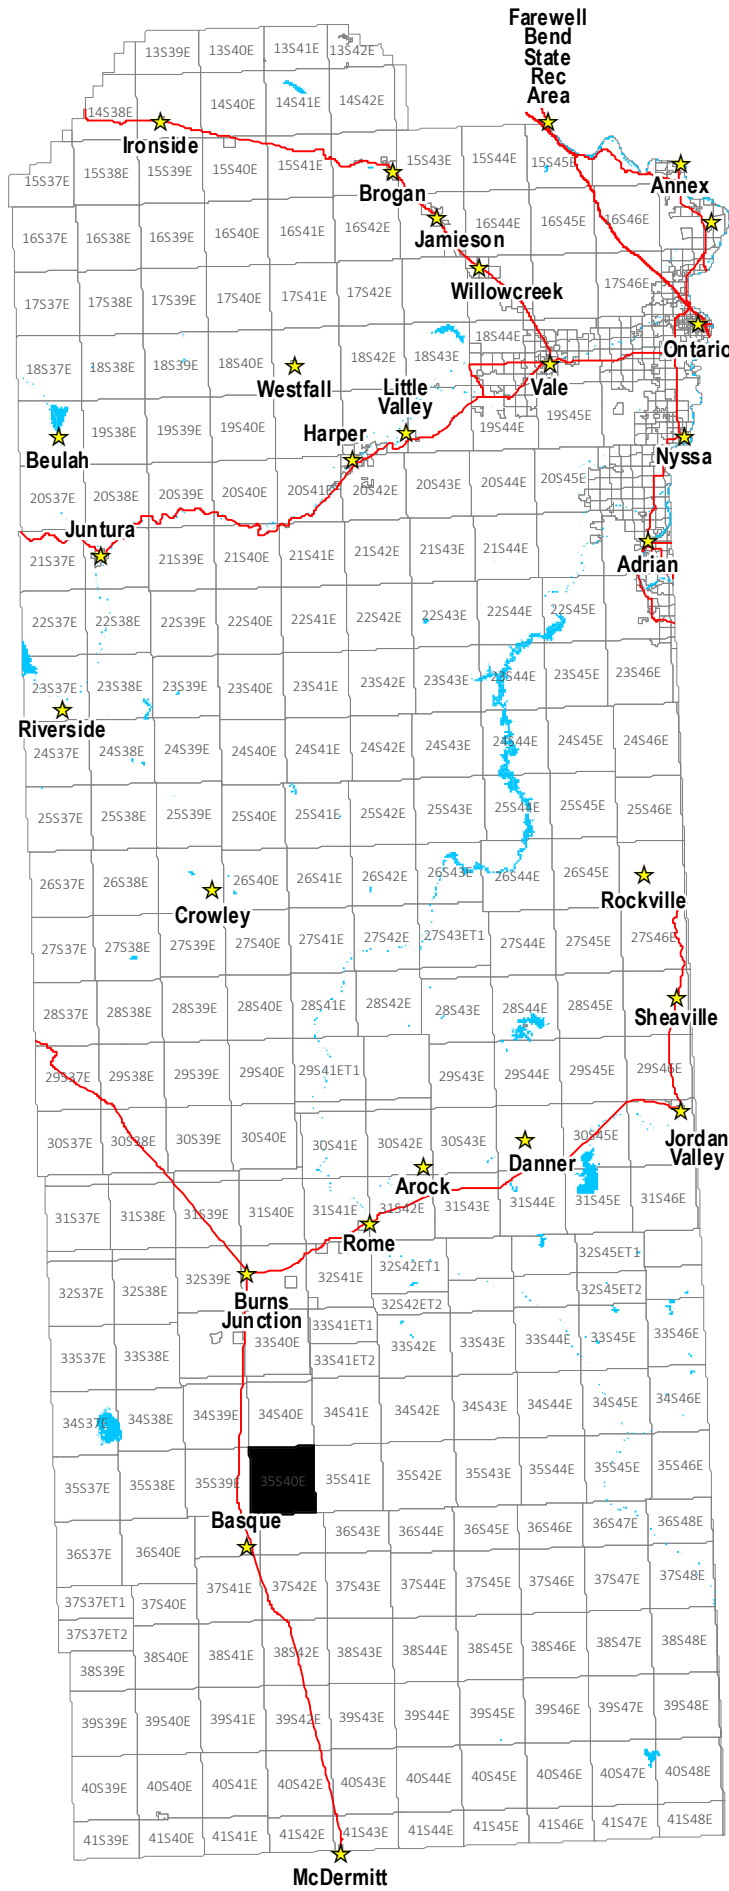 Farewell
Bend
State
Rec
Area
13S39E
13S40E
13S41E
13S42E
14S38E
14S40E
14S41E
14S42E
Ironside
Brogan
Annex
15S37E
15S38E
15S39E
15S40E
15S41E
15S43E
15S44E
15S45E
16S37E
16S38E
16S39E
16S40E
16S41E
16S42E
Jamieson
16S44E
16S45E
16S46E
Willowcreek
17S37E
17S38E
17S39E
17S40E
17S41E
17S42E
17S46E
Ontario
18S37E
18S38E
18S39E
18S40E
Westfall
18S42E
18S43E
18S44E
Vale
Little
Valley
Beulah
19S38E
19S39E
19S40E
Harper
19S44E
19S45E
Nyssa
20S37E
20S38E
20S39E
20S40E
20S41E
20S42E
20S43E
20S44E
20S45E
Juntura
Adrian
21S37E
21S39E
21S40E
21S41E
21S42E
21S43E
21S44E
22S37E
22S38E
22S39E
22S40E
22S41E
22S42E
22S43E
22S44E
22S45E
23S37E
23S38E
23S39E
23S40E
23S41E
23S42E
23S43E
23S44E
23S45E
23S46E
Riverside
24S37E
24S38E
24S39E
24S40E
24S41E
24S42E
24S43E
24S44E
24S45E
24S46E
25S37E
25S38E
25S39E
25S40E
25S41E
25S42E
25S43E
25S44E
25S45E
25S46E
26S37E
26S38E
Crowley
26S40E
26S41E
26S42E
26S43E
26S44E
26S45E
Rockville
27S37E
27S38E
27S39E
27S40E
27S41E
27S42E
27S43ET1
27S44E
27S45E
27S46E
28S37E
28S38E
28S39E
28S40E
28S41E
28S42E
28S43E
28S44E
28S45E
Sheaville
29S37E
29S38E
29S39E
29S40E
29S41ET1
29S43E
29S44E
29S45E
29S46E
30S37E
30S38E
30S39E
30S40E
30S41E
30S42E
30S43E
Danner
30S45E
Jordan
Valley
Arock
31S37E
31S38E
31S39E
31S40E
31S41E
31S42E
31S43E
31S44E
31S45E
31S46E
Rome
32S37E
32S38E
32S39E
32S41E
32S42ET1
32S42ET2
32S45ET1
32S45ET2
Burns
Junction
33S37E
33S38E
33S40E
33S41ET1
33S41ET2
33S42E
33S43E
33S44E
33S45E
33S46E
34S37E
34S38E
34S39E
34S40E
34S41E
34S42E
34S43E
34S44E
34S45E
34S46E
35S37E
35S38E
35S39E
35S40E
35S41E
35S42E
35S43E
35S44E
35S45E
35S46E
Basque
36S37E
36S40E
36S43E
36S44E
36S45E
36S46E
36S47E
36S48E
37S37ET1
37S37ET2
37S40E
37S41E
37S42E
37S43E
37S44E
37S45E
37S46E
37S47E
37S48E
38S39E
38S40E
38S41E
38S42E
38S43E
38S44E
38S45E
38S46E
38S47E
38S48E
39S39E
39S40E
39S41E
39S42E
39S43E
39S44E
39S45E
39S46E
39S47E
39S48E
40S39E
40S40E
40S41E
40S42E
40S43E
40S44E
40S45E
40S46E
40S47E
40S48E
41S39E
41S40E
41S41E
41S42E
41S43E
41S44E
41S45E
41S46E
41S47E
41S48E
McDermitt